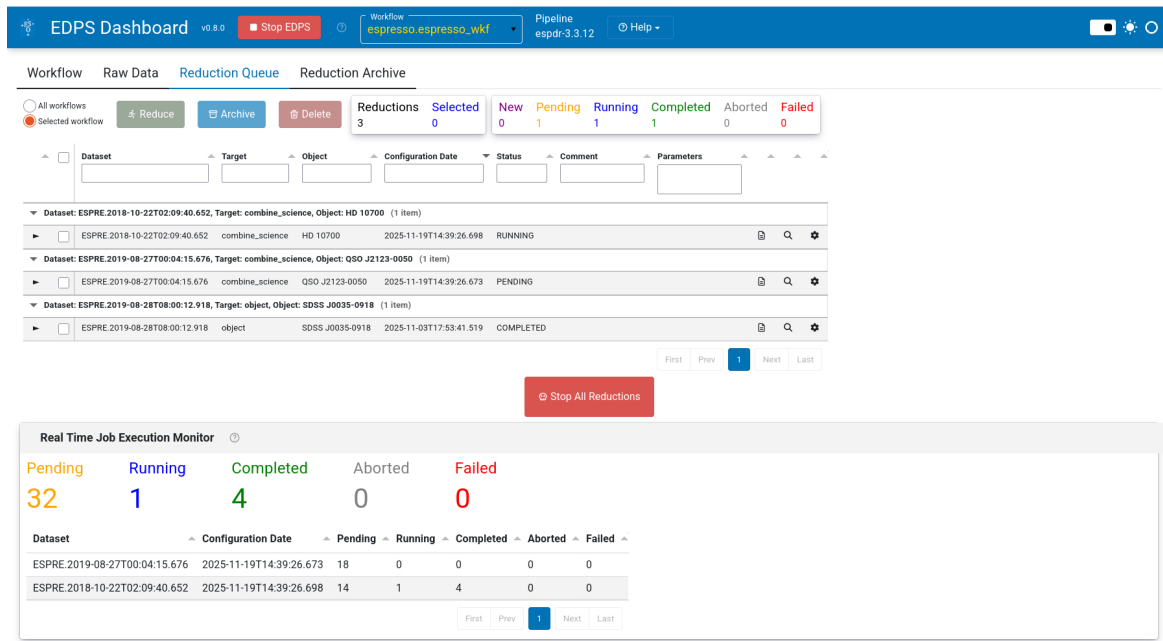 EDPS Dashboard v0.8.0 Stop EDPS Workflow espresso.espresso_wkf Pipeline espdr-3.3.12 Help
Workflow Raw Data Reduction Queue Reduction Archive
All workflows
Selected workflow
Reduce Archive Delete
Reductions Selected New Pending Running Completed Aborted Failed
3 0 0 1 1 1 0 0
Dataset Target Object Configuration Date Status Comment Parameters
Dataset: ESPRE.2018-10-22T02:09:40.652, Target: combine_science, Object: HD 10700 (1 item)
ESPRE.2018-10-22T02:09:40.652 combine_science HD 10700 2025-11-19T14:39:26.698 RUNNING
Dataset: ESPRE.2019-08-27T00:04:15.676, Target: combine_science, Object: QSO J2123-0050 (1 item)
ESPRE.2019-08-27T00:04:15.676 combine_science QSO J2123-0050 2025-11-19T14:39:26.673 PENDING
Dataset: ESPRE.2019-08-28T08:00:12.918, Target: object, Object: SDSS J0035-0918 (1 item)
ESPRE.2019-08-28T08:00:12.918 object SDSS J0035-0918 2025-11-03T17:53:41.519 COMPLETED
First Prev 1 Next Last
Stop All Reductions
Real Time Job Execution Monitor
Pending Running Completed Aborted Failed
32 1 4 0 0
Dataset Configuration Date Pending Running Completed Aborted Failed
ESPRE.2019-08-27T00:04:15.676 2025-11-19T14:39:26.673 18 0 0 0 0
ESPRE.2018-10-22T02:09:40.652 2025-11-19T14:39:26.698 14 1 4 0 0
First Prev 1 Next Last